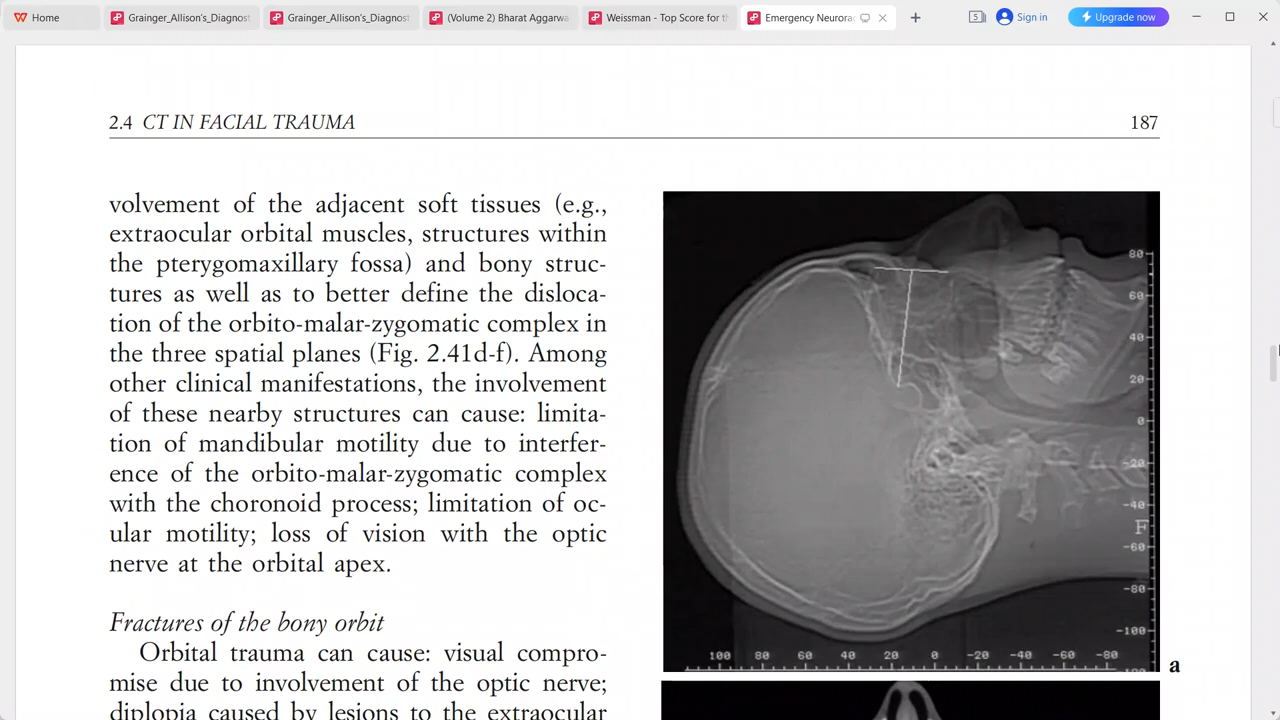 Home
Grainger_Allison's_Diagnost
Grainger_Allison's_Diagnost
(Volume 2) Bharat Aggarwa
Weissman - Top Score for t
Emergency Neurora
5
Sign in
Upgrade now
2.4 CT IN FACIAL TRAUMA
187
volvement of the adjacent soft tissues (e.g.,
extraocular orbital muscles, structures within
the pterygomaxillary fossa) and bony struc-
tures as well as to better define the disloca-
tion of the orbito-malar-zygomatic complex in
the three spatial planes (Fig. 2.41d-f). Among
other clinical manifestations, the involvement
of these nearby structures can cause: limita-
tion of mandibular motility due to interfer-
ence of the orbito-malar-zygomatic complex
with the choronoid process; limitation of oc-
ular motility; loss of vision with the optic
nerve at the orbital apex.
Fractures of the bony orbit
Orbital trauma can cause: visual compro-
mise due to involvement of the optic nerve;
diplopia caused by lesions to the extraocular
80
60
40
20
0
-20
-40
F
-60
-80
-100
100 80 60 40 20 0 -20 -40 -60 -80
a